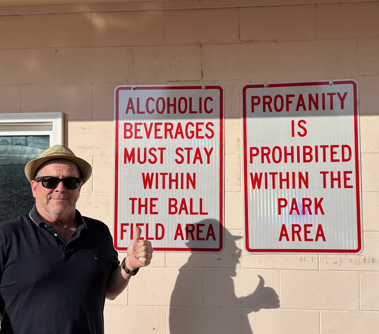 ALCOHOLIC
BEVERAGES
MUST STAY
WITHIN
THE BALL
FIELD AREA
PROFANITY
IS
PROHIBITED
WITHIN THE
PARK
AREA